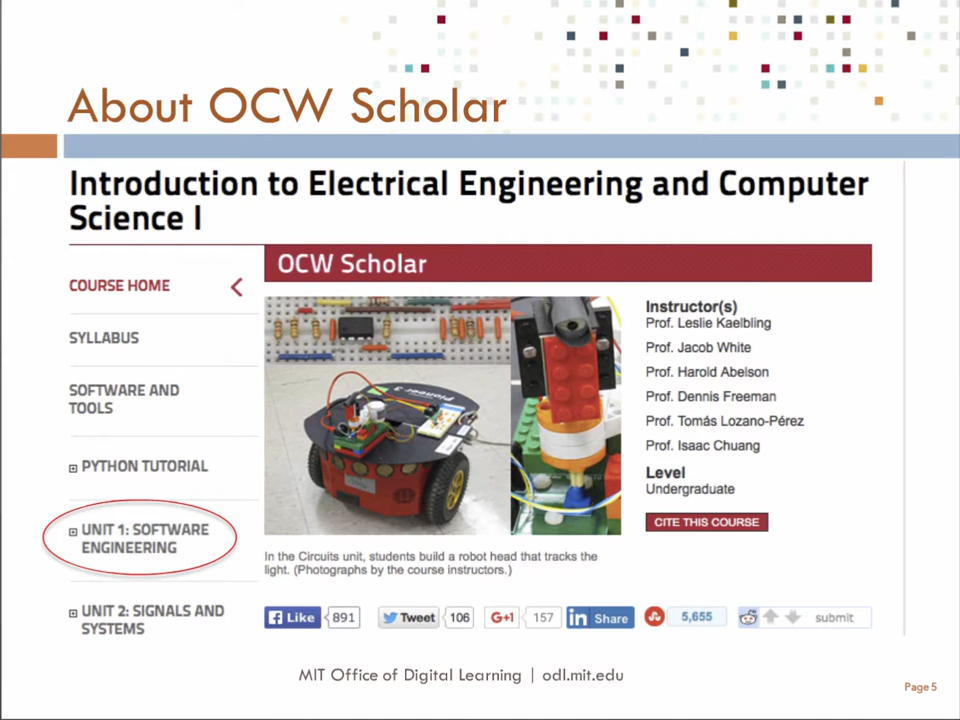 About OCW Scholar
Introduction to Electrical Engineering and Computer
Science I
COURSE HOME
SYLLABUS
SOFTWARE AND
TOOLS
PYTHON TUTORIAL
UNIT 1: SOFTWARE
ENGINEERING
UNIT 2: SIGNALS AND
SYSTEMS
OCW Scholar
Pioneer 3
In the Circuits unit, students build a robot head that tracks the
light. (Photographs by the course instructors.)
Instructor(s)
Prof. Leslie Kaelbling
Prof. Jacob White
Prof. Harold Abelson
Prof. Dennis Freeman
Prof. Tomás Lozano-Pérez
Prof. Isaac Chuang
Level
Undergraduate
CITE THIS COURSE
Like 891 Tweet 106 G+1 157 in Share 5,655 submit
MIT Office of Digital Learning | odl.mit.edu
Page 5